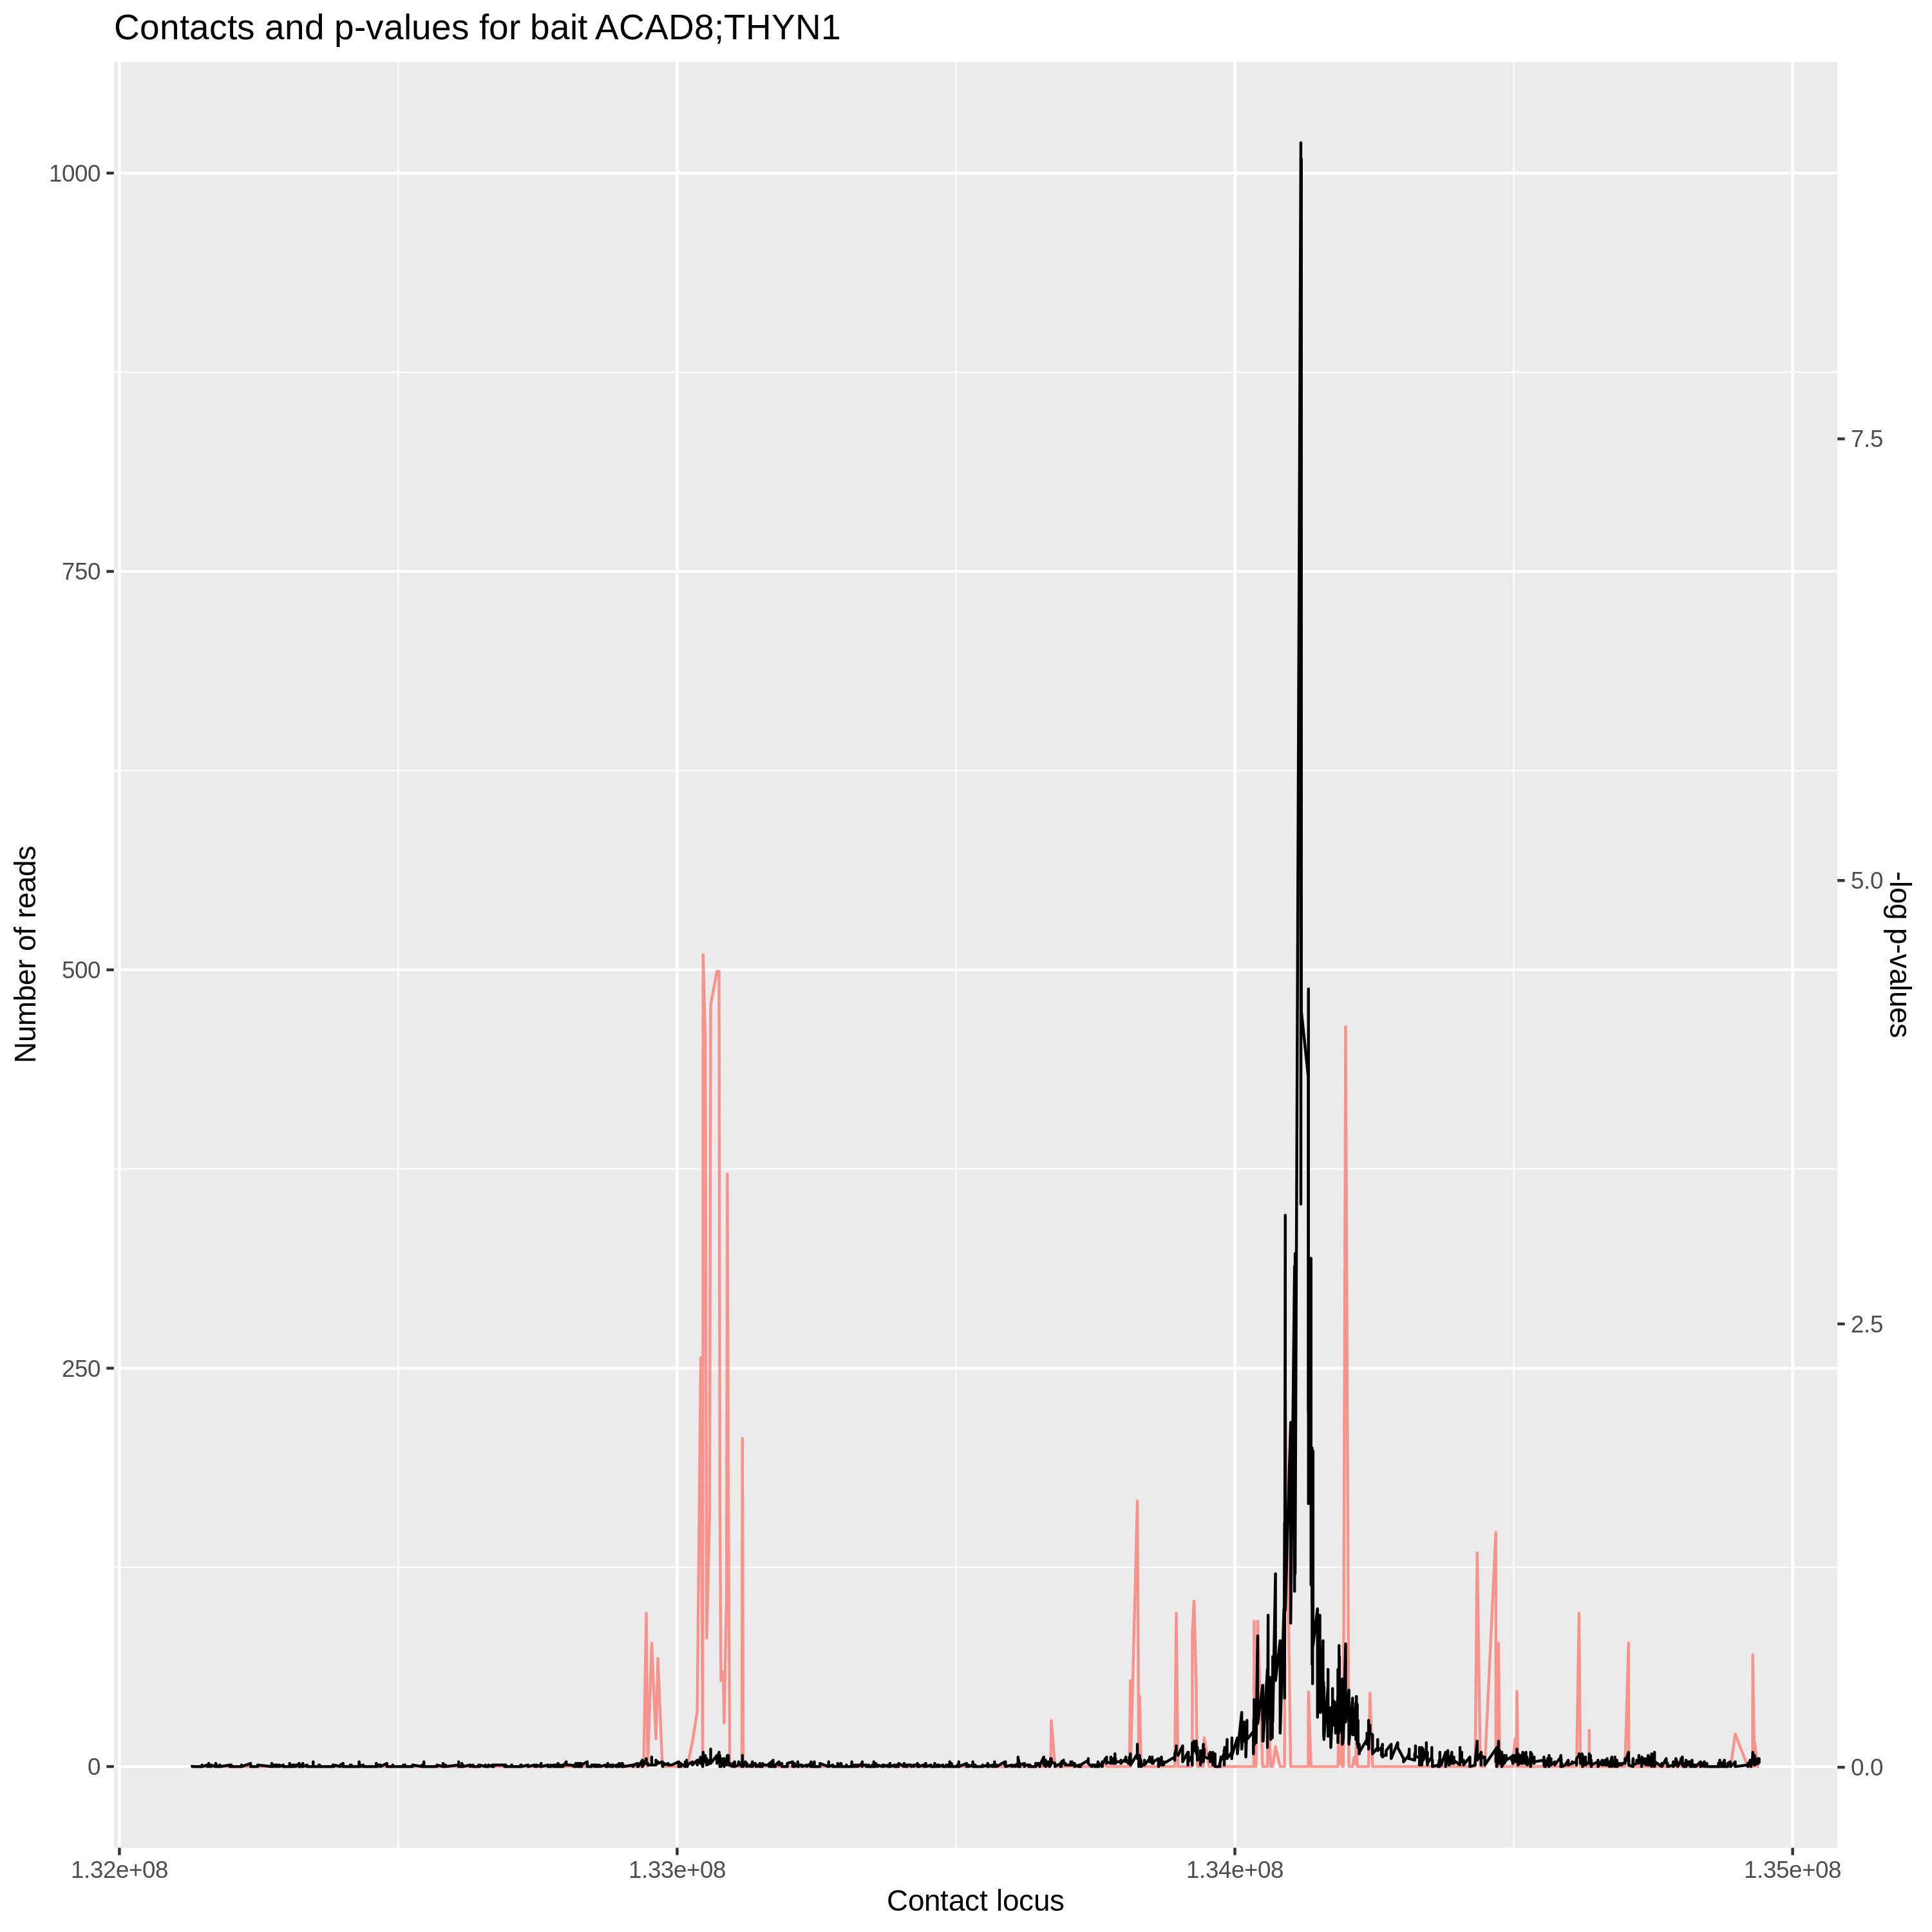 Contacts and p-values for bait ACAD8;THYN1
1000
750
500
250
0
Number of reads
7.5
5.0
2.5
0.0
-log p-values
1.32e+08
1.33e+08
1.34e+08
1.35e+08
Contact locus